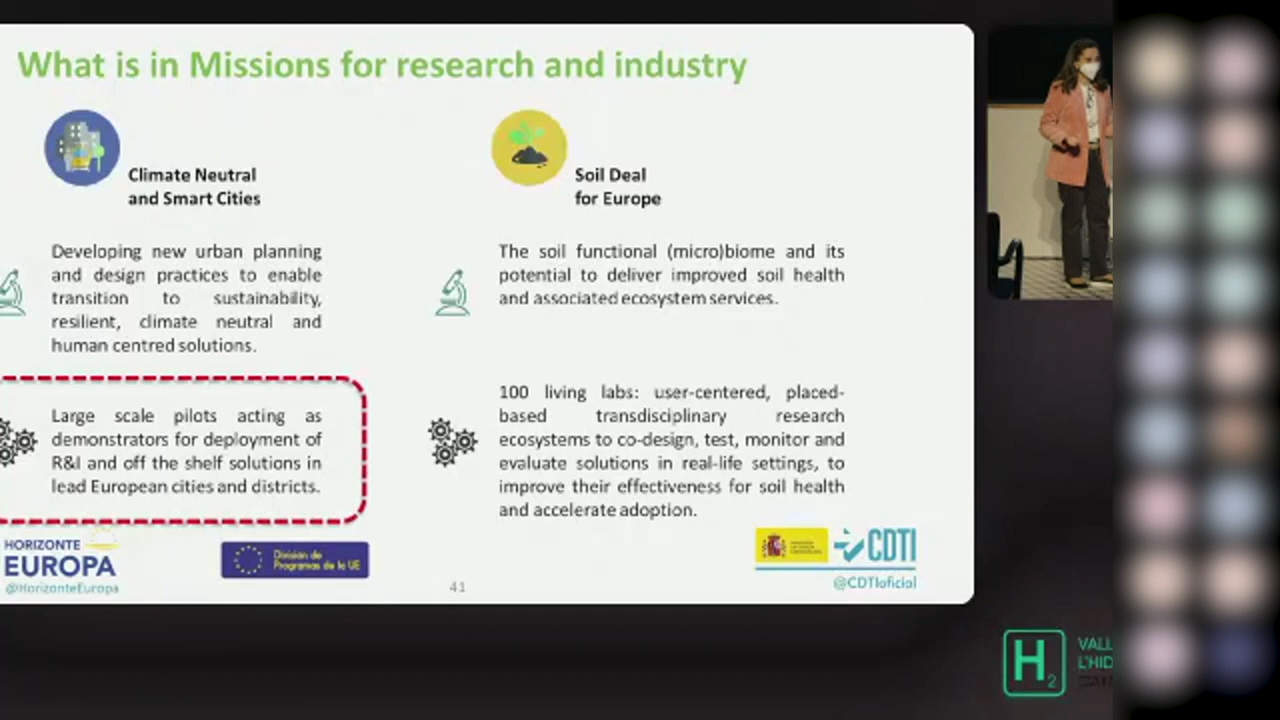 What is in Missions for research and industry
Climate Neutral
and Smart Cities
Developing new urban planning
and design practices to enable
transition to sustainability,
resilient, climate neutral and
human centred solutions.
Large scale pilots acting as
demonstrators for deployment of
R&I and off the shelf solutions in
lead European cities and districts.
Soil Deal
for Europe
The soil functional (micro)biome and its
potential to deliver improved soil health
and associated ecosystem services.
100 living labs: user-centered, placed-
based transdisciplinary research
ecosystems to co-design, test, monitor and
evaluate solutions in real-life settings, to
improve their effectiveness for soil health
and accelerate adoption.
HORIZONTE
EUROPA
@HorizonteEuropa
División de
Programas de la UE
41
CDTI
@CDTIoficial
H2
VALL
L'HID